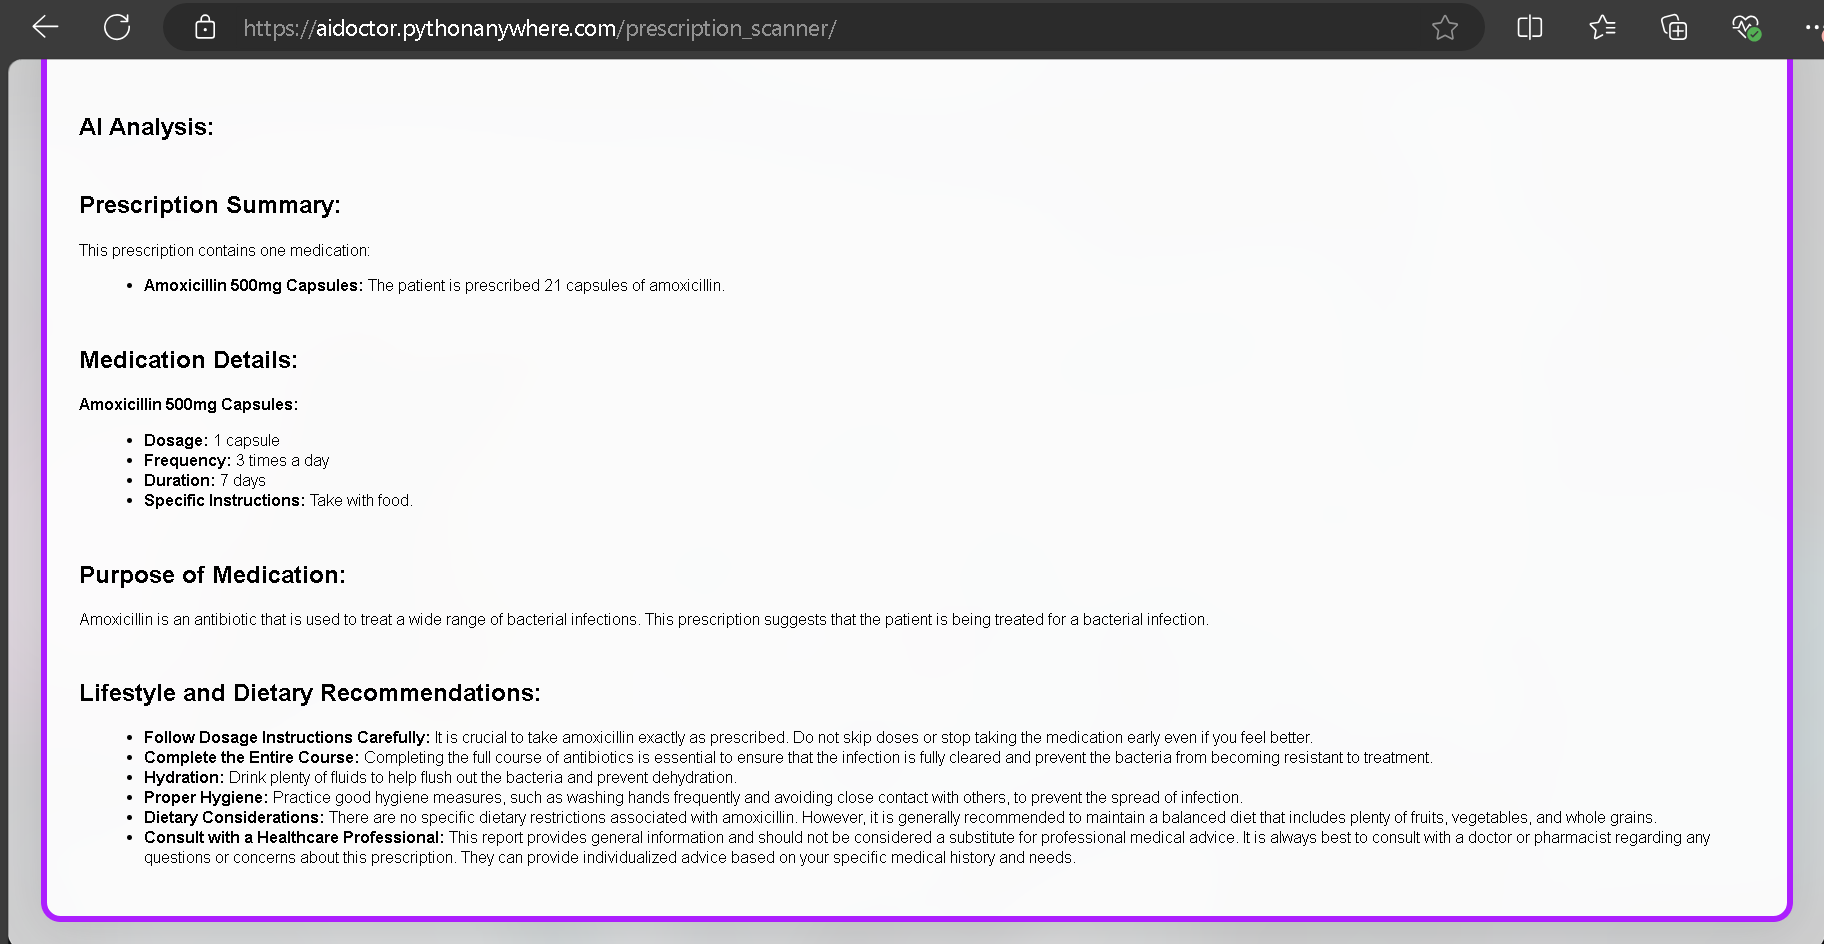 https://aidoctor.pythonanywhere.com/prescription_scanner/
AI Analysis:
Prescription Summary:
This prescription contains one medication:
• Amoxicillin 500mg Capsules: The patient is prescribed 21 capsules of amoxicillin.
Medication Details:
Amoxicillin 500mg Capsules:
• Dosage: 1 capsule
• Frequency: 3 times a day
• Duration: 7 days
• Specific Instructions: Take with food.
Purpose of Medication:
Amoxicillin is an antibiotic that is used to treat a wide range of bacterial infections. This prescription suggests that the patient is being treated for a bacterial infection.
Lifestyle and Dietary Recommendations:
• Follow Dosage Instructions Carefully: It is crucial to take amoxicillin exactly as prescribed. Do not skip doses or stop taking the medication early even if you feel better.
• Complete the Entire Course: Completing the full course of antibiotics is essential to ensure that the infection is fully cleared and prevent the bacteria from becoming resistant to treatment.
• Hydration: Drink plenty of fluids to help flush out the bacteria and prevent dehydration.
• Proper Hygiene: Practice good hygiene measures, such as washing hands frequently and avoiding close contact with others, to prevent the spread of infection.
• Dietary Considerations: There are no specific dietary restrictions associated with amoxicillin. However, it is generally recommended to maintain a balanced diet that includes plenty of fruits, vegetables, and whole grains.
• Consult with a Healthcare Professional: This report provides general information and should not be considered a substitute for professional medical advice. It is always best to consult with a doctor or pharmacist regarding any
questions or concerns about this prescription. They can provide individualized advice based on your specific medical history and needs.